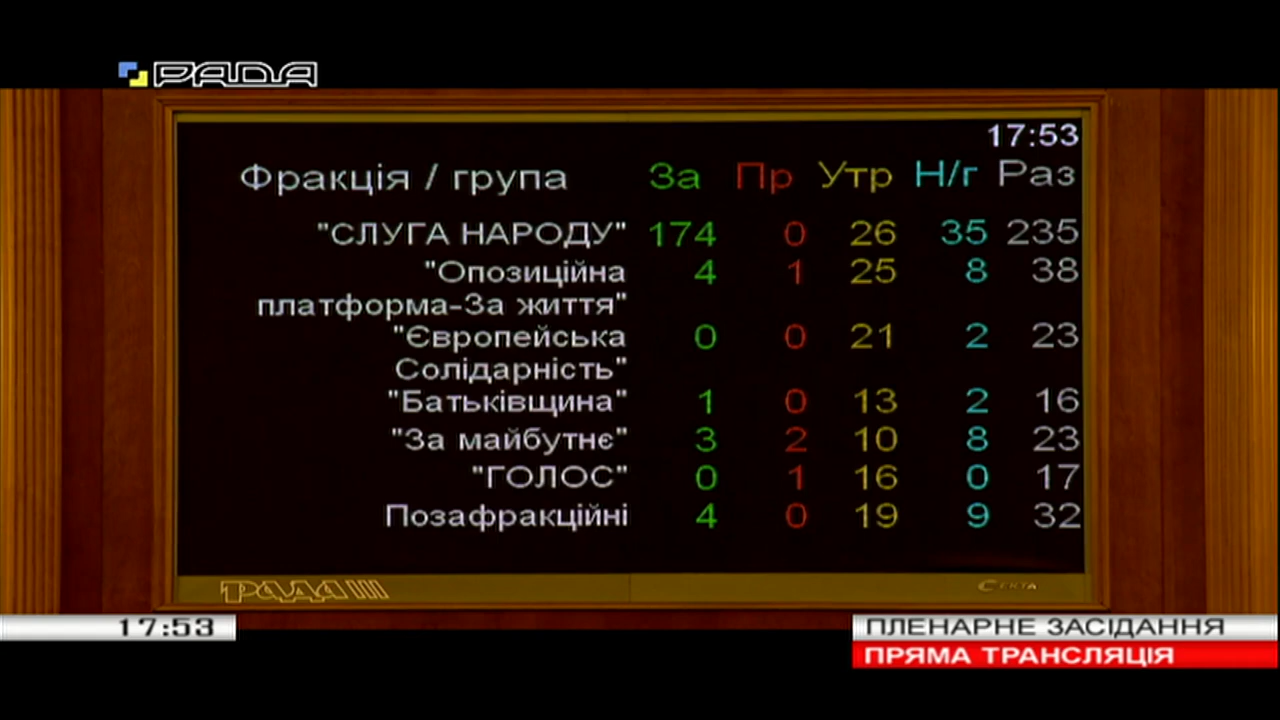 РАДА
17:53
Фракція / група За Пр Утр Н/г Раз
"СЛУГА НАРОДУ" 174 0 26 35 235
"Опозиційна 4 1 25 8 38
платформа-За життя"
"Європейська 0 0 21 2 23
Солідарність"
"Батьківщина" 1 0 13 2 16
"За майбутнє" 3 2 10 8 23
"ГОЛОС" 0 1 16 0 17
Позафракційні 4 0 19 9 32
РАДА III
17:53
ПЛЕНАРНЕ ЗАСІДАННЯ
ПРЯМА ТРАНСЛЯЦІЯ